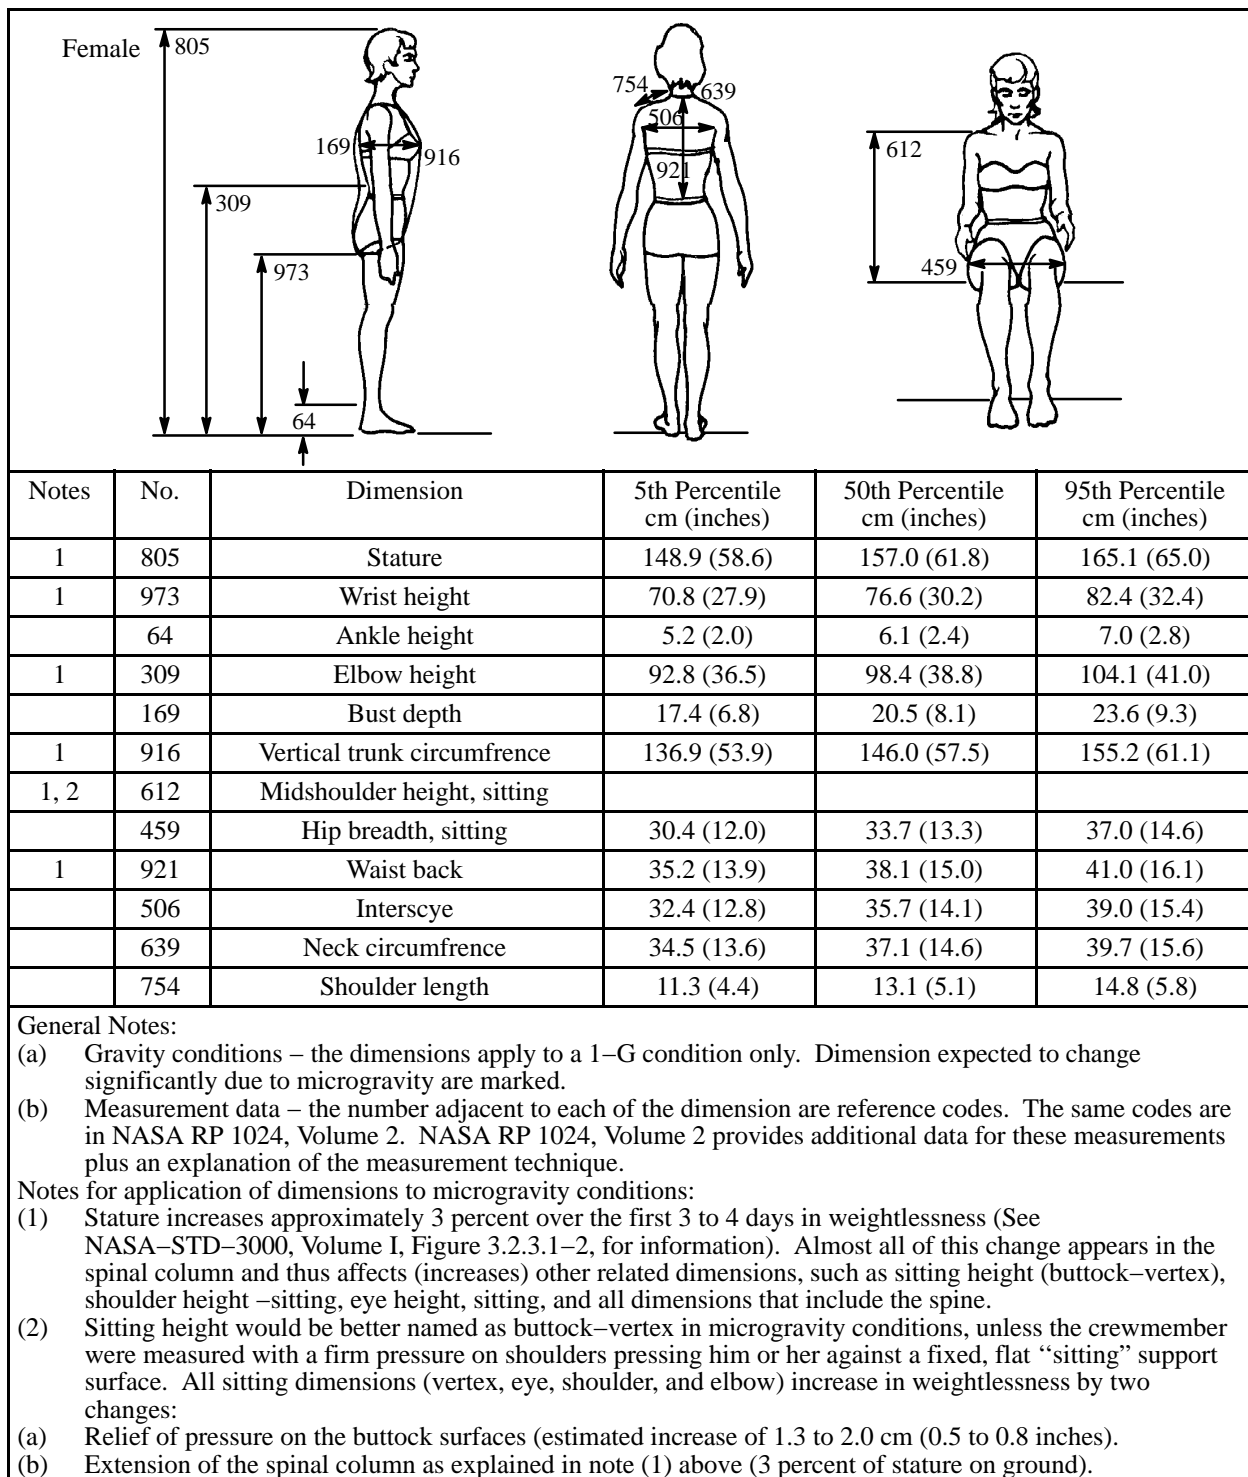 Female
805
169
916
309
973
64
754
639
506
921
612
459
Notes No. Dimension 5th Percentile cm (inches) 50th Percentile cm (inches) 95th Percentile cm (inches)
1 805 Stature 148.9 (58.6) 157.0 (61.8) 165.1 (65.0)
1 973 Wrist height 70.8 (27.9) 76.6 (30.2) 82.4 (32.4)
64 Ankle height 5.2 (2.0) 6.1 (2.4) 7.0 (2.8)
1 309 Elbow height 92.8 (36.5) 98.4 (38.8) 104.1 (41.0)
169 Bust depth 17.4 (6.8) 20.5 (8.1) 23.6 (9.3)
1 916 Vertical trunk circumfrence 136.9 (53.9) 146.0 (57.5) 155.2 (61.1)
1, 2 612 Midshoulder height, sitting
459 Hip breadth, sitting 30.4 (12.0) 33.7 (13.3) 37.0 (14.6)
1 921 Waist back 35.2 (13.9) 38.1 (15.0) 41.0 (16.1)
506 Interscye 32.4 (12.8) 35.7 (14.1) 39.0 (15.4)
639 Neck circumfrence 34.5 (13.6) 37.1 (14.6) 39.7 (15.6)
754 Shoulder length 11.3 (4.4) 13.1 (5.1) 14.8 (5.8)
General Notes:
(a) Gravity conditions – the dimensions apply to a 1–G condition only. Dimension expected to change
significantly due to microgravity are marked.
(b) Measurement data – the number adjacent to each of the dimension are reference codes. The same codes are
in NASA RP 1024, Volume 2. NASA RP 1024, Volume 2 provides additional data for these measurements
plus an explanation of the measurement technique.
Notes for application of dimensions to microgravity conditions:
(1) Stature increases approximately 3 percent over the first 3 to 4 days in weightlessness (See
NASA–STD–3000, Volume I, Figure 3.2.3.1–2, for information). Almost all of this change appears in the
spinal column and thus affects (increases) other related dimensions, such as sitting height (buttock–vertex),
shoulder height –sitting, eye height, sitting, and all dimensions that include the spine.
(2) Sitting height would be better named as buttock–vertex in microgravity conditions, unless the crewmember
were measured with a firm pressure on shoulders pressing him or her against a fixed, flat “sitting” support
surface. All sitting dimensions (vertex, eye, shoulder, and elbow) increase in weightlessness by two
changes:
(a) Relief of pressure on the buttock surfaces (estimated increase of 1.3 to 2.0 cm (0.5 to 0.8 inches).
(b) Extension of the spinal column as explained in note (1) above (3 percent of stature on ground).